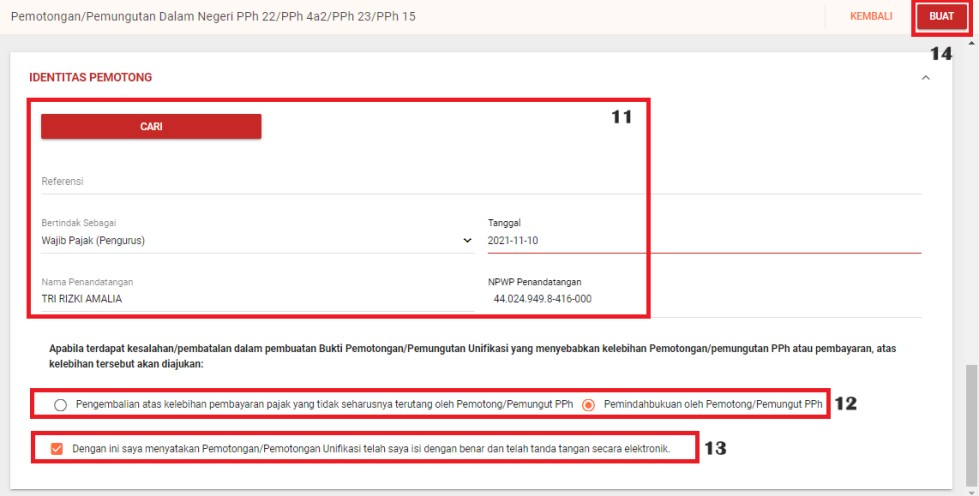 Pemotongan/Pemungutan Dalam Negeri PPh 22/PPh 4a2/PPh 23/PPh 15
KEMBALI
BUAT
14
IDENTITAS PEMOTONG
11
CARI
Referensi
Bertindak Sebagai
Tanggal
Wajib Pajak (Pengurus)
2021-11-10
Nama Penandatangan
NPWP Penandatangan
TRI RIZKI AMALIA
44.024.949.8-416-000
Apabila terdapat kesalahan/pembatalan dalam pembuatan Bukti Pemotongan/Pemungutan Unifikasi yang menyebabkan kelebihan Pemotongan/pemungutan PPh atau pembayaran, atas
kelebihan tersebut akan diajukan:
Pengembalian atas kelebihan pembayaran pajak yang tidak seharusnya terutang oleh Pemotong/Pemungut PPh
Pemindahbukuan oleh Pemotong/Pemungut PPh
12
Dengan ini saya menyatakan Pemotongan/Pemotongan Unifikasi telah saya isi dengan benar dan telah tanda tangan secara elektronik.
13